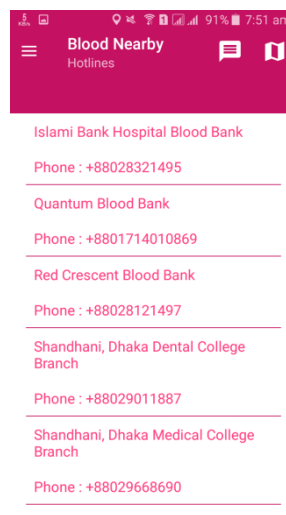 91% 7:51 am
Blood Nearby
Hotlines
Islami Bank Hospital Blood Bank
Phone : +88028321495
Quantum Blood Bank
Phone : +8801714010869
Red Crescent Blood Bank
Phone : +88028121497
Shandhani, Dhaka Dental College
Branch
Phone : +88029011887
Shandhani, Dhaka Medical College
Branch
Phone : +88029668690